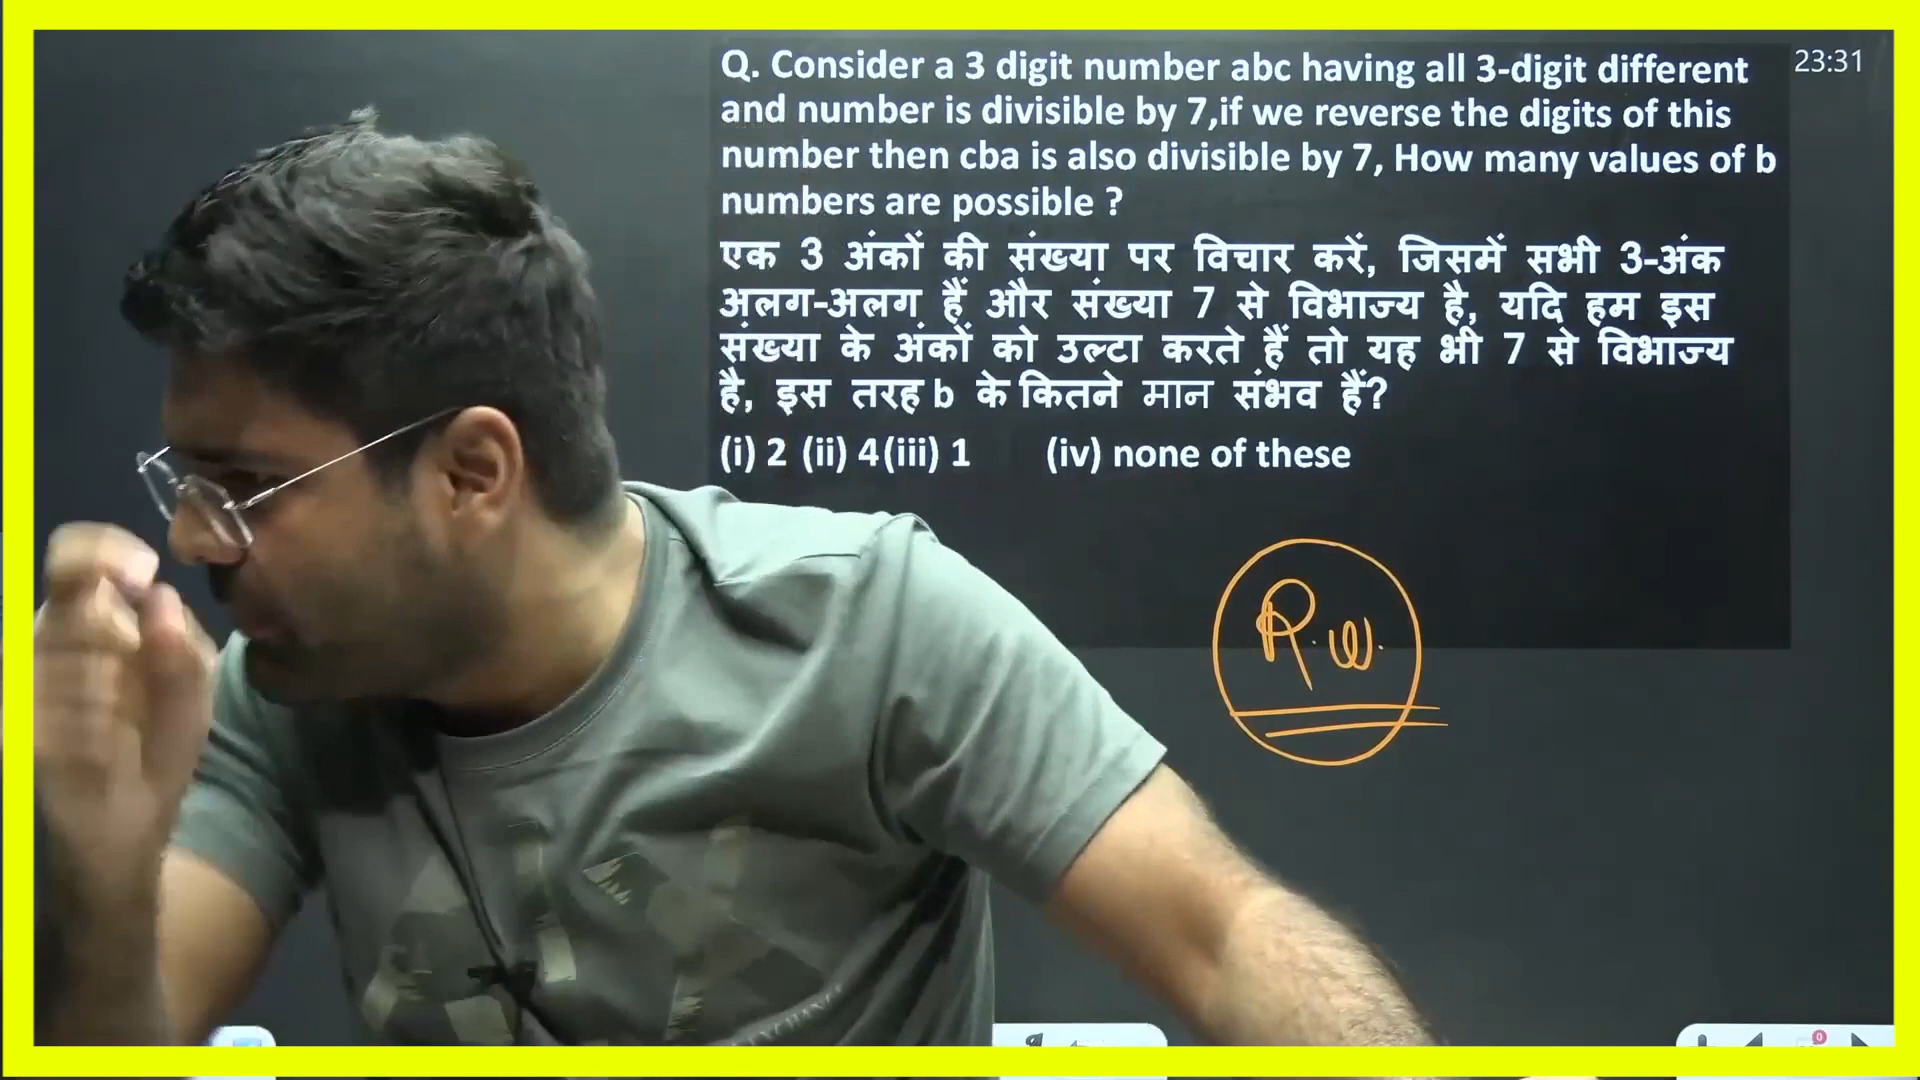 Q. Consider a 3 digit number abc having all 3-digit different
23:31
and number is divisible by 7,if we reverse the digits of this
number then cba is also divisible by 7, How many values of b
numbers are possible ?
एक 3 अंकों की संख्या पर विचार करें, जिसमें सभी 3-अंक
अलग-अलग हैं और संख्या 7 से विभाज्य है, यदि हम इस
संख्या के अंकों को उल्टा करते हैं तो यह भी 7 से विभाज्य
है, इस तरह b के कितने मान संभव हैं?
(i) 2 (ii) 4(iii) 1 (iv) none of these
R.W.
0